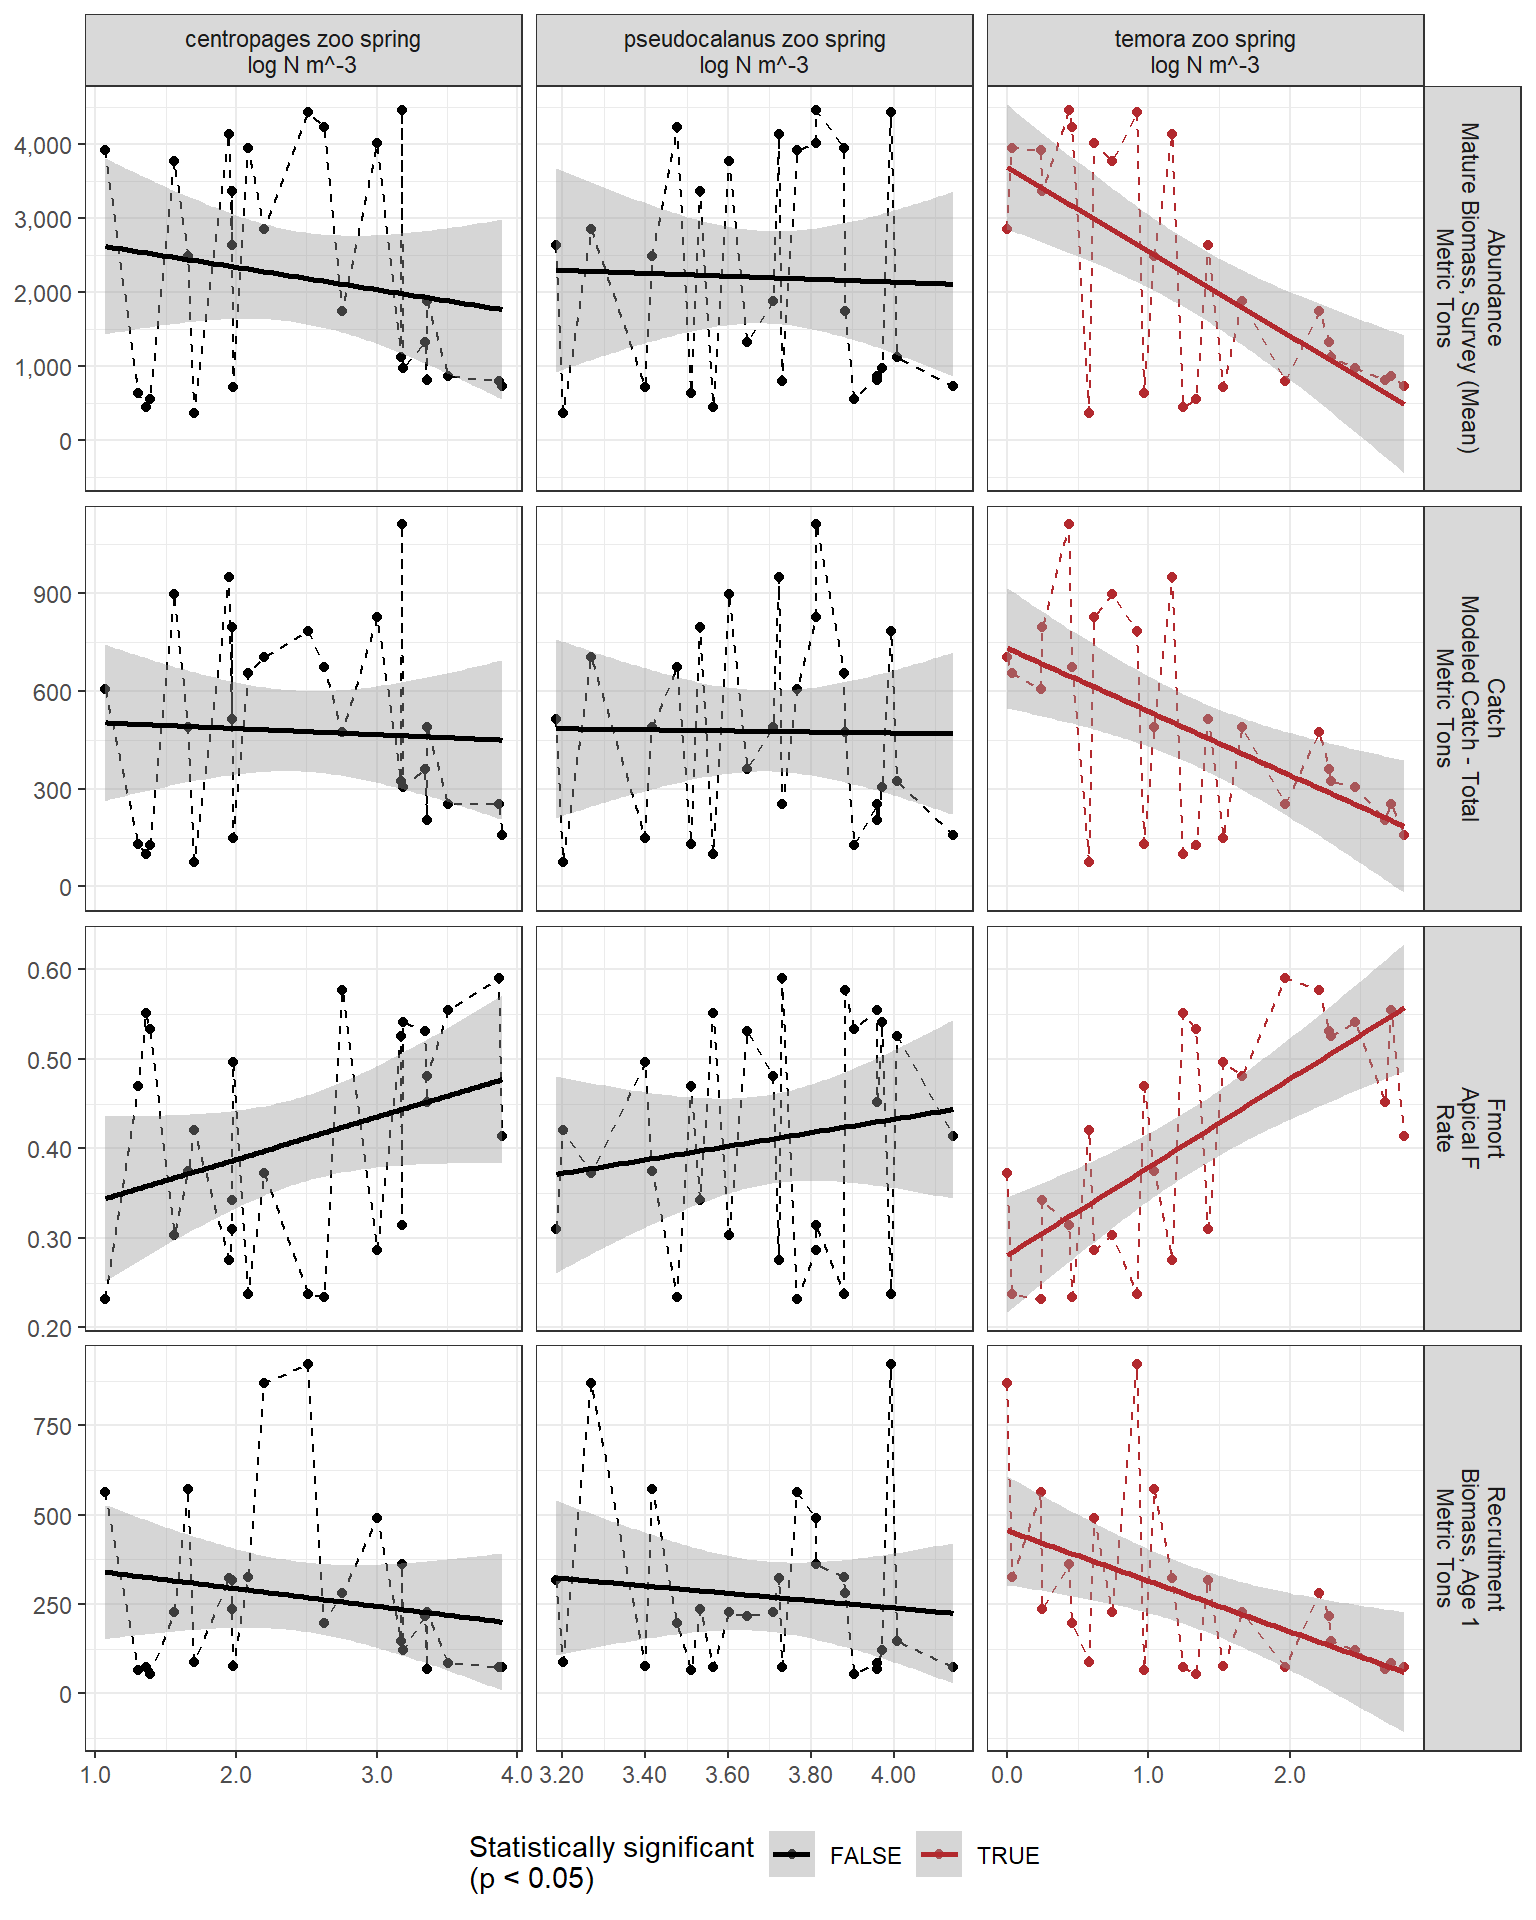 centropages zoo spring
log N m^-3
pseudocalanus zoo spring
log N m^-3
temora zoo spring
log N m^-3
4,000
3,000
2,000
1,000
0
Abundance
Mature Biomass, Survey (Mean)
Metric Tons
900
600
300
0
Catch
Modeled Catch - Total
Metric Tons
0.60
0.50
0.40
0.30
0.20
Fmort
Apical F
Rate
750
500
250
0
Recruitment
Biomass, Age 1
Metric Tons
1.0 2.0 3.0 4.0 3.20 3.40 3.60 3.80 4.00 0.0 1.0 2.0
Statistically significant
(p < 0.05)
FALSE TRUE